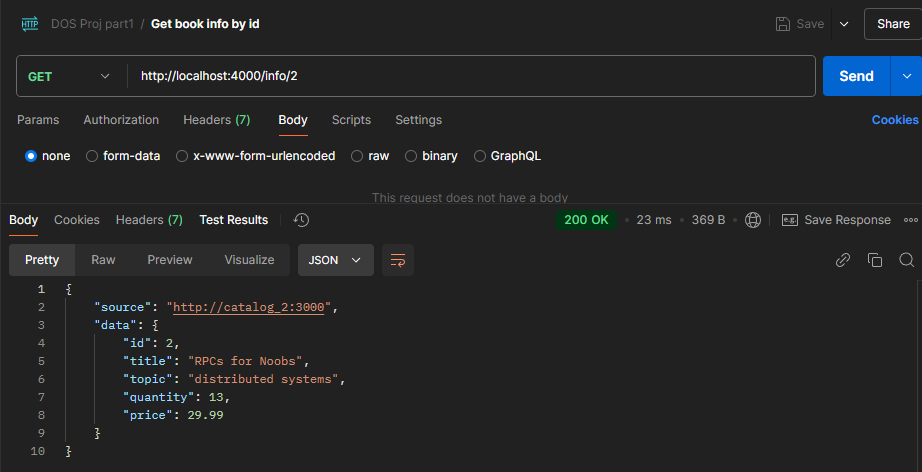 HTTP DOS Proj part1 / Get book info by id Save Share
GET http://localhost:4000/info/2 Send
Params Authorization Headers (7) Body Scripts Settings Cookies
none form-data x-www-form-urlencoded raw binary GraphQL
This request does not have a body
Body Cookies Headers (7) Test Results 200 OK • 23 ms • 369 B • e.g. Save Response
Pretty Raw Preview Visualize JSON
1 {
2 "source": "http://catalog_2:3000",
3 "data": {
4 "id": 2,
5 "title": "RPCs for Noobs",
6 "topic": "distributed systems",
7 "quantity": 13,
8 "price": 29.99
9 }
10 }